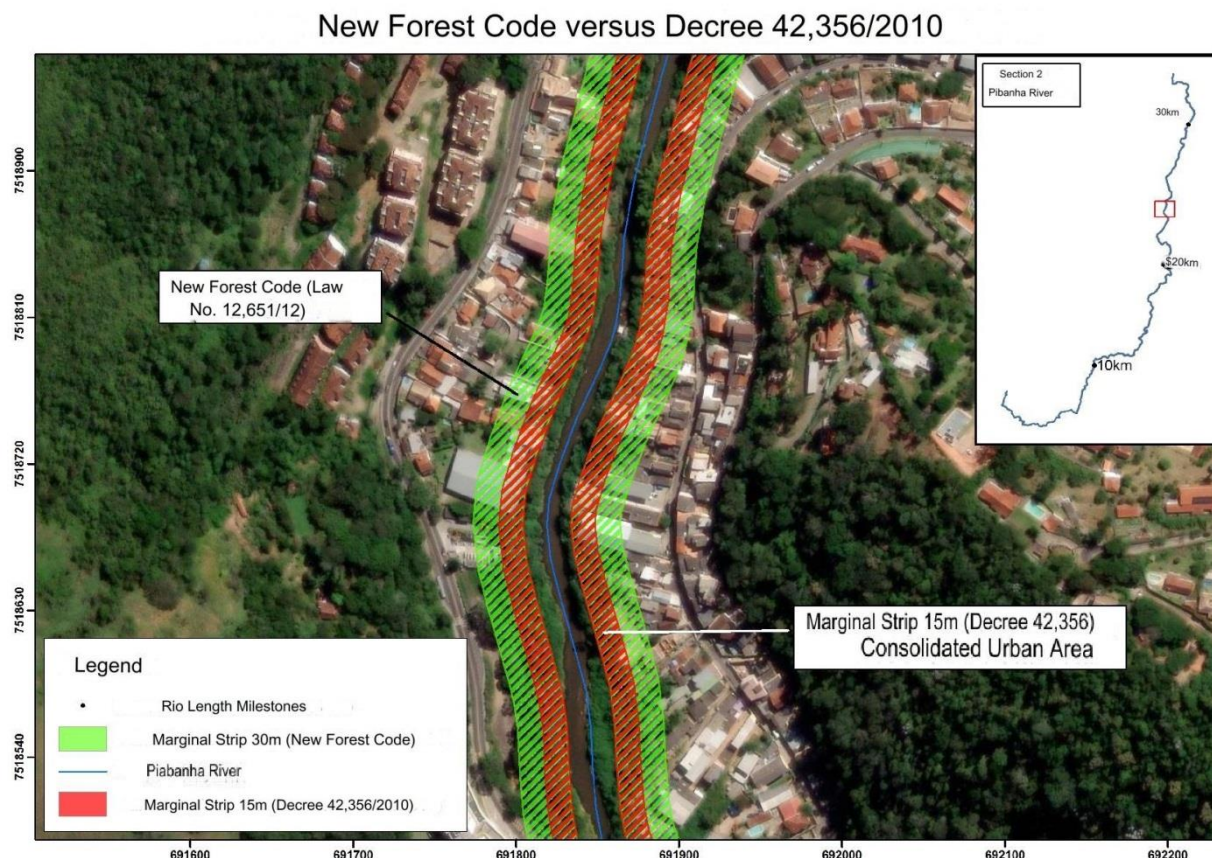 New Forest Code versus Decree 42,356/2010
Section 2
Pibanha River
30km
$20km
10km
7518900
7518810
7518720
7518630
7518540
New Forest Code (Law
No. 12,651/12)
Marginal Strip 15m (Decree 42,356)
Consolidated Urban Area
Legend
Rio Length Milestones
Marginal Strip 30m (New Forest Code)
Piabanha River
Marginal Strip 15m (Decree 42,356/2010)
691600
691700
691800
691900
692000
692100
692200